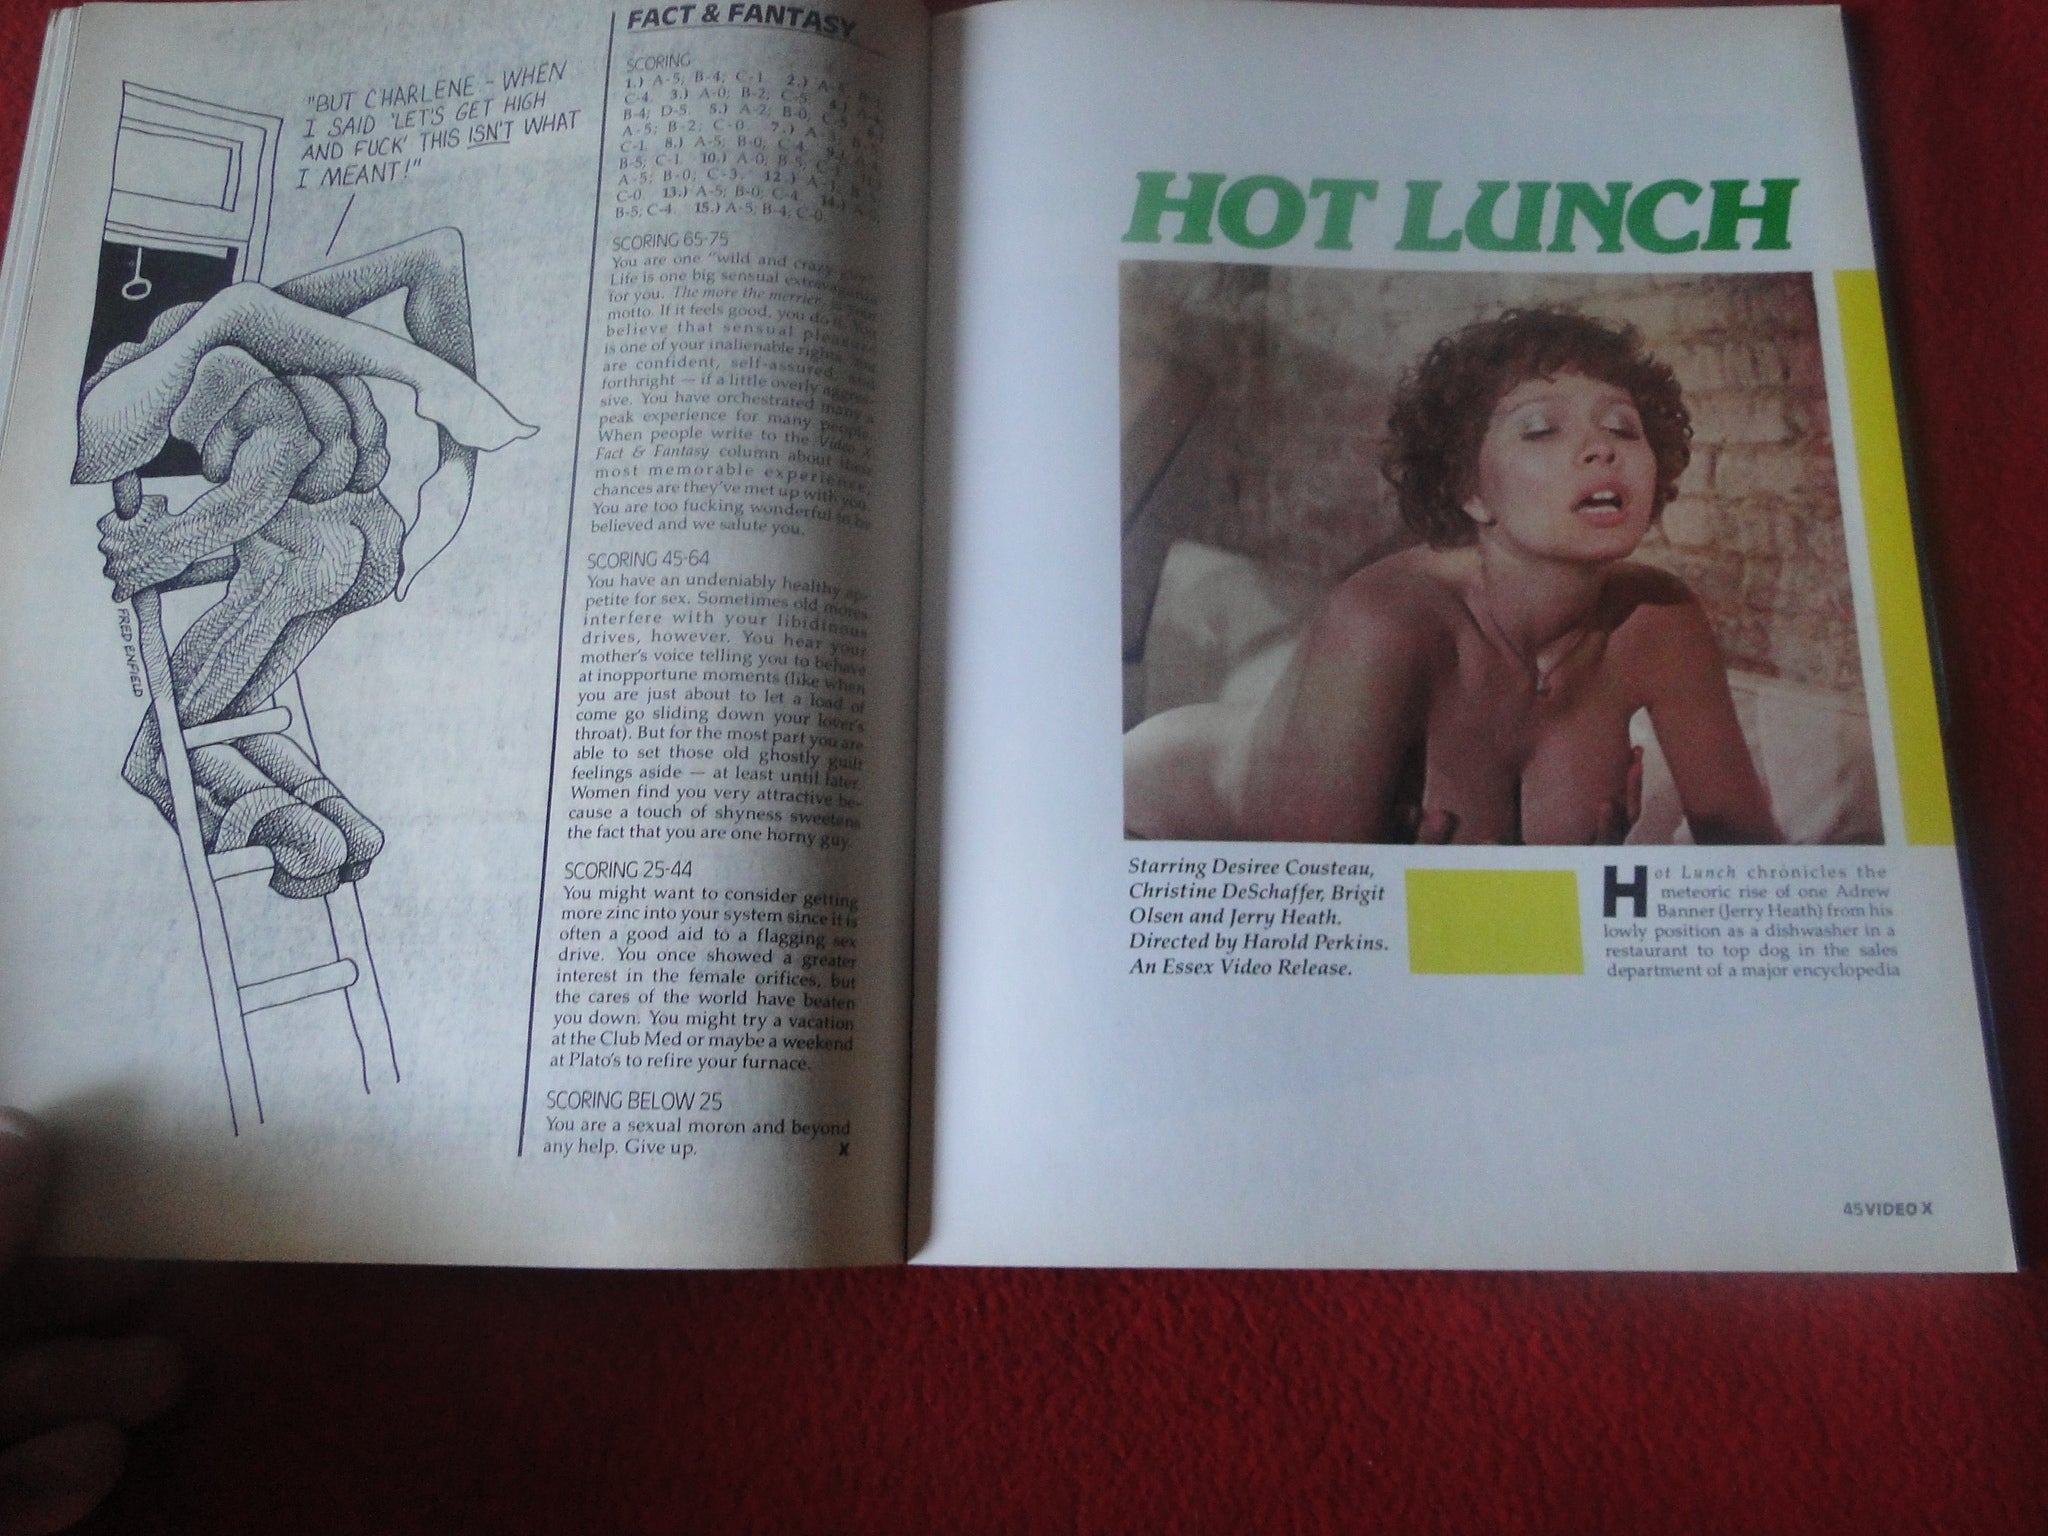 "BUT CHARLENE - WHEN
I SAID 'LET'S GET HIGH
AND FUCK' THIS ISN'T WHAT
I MEANT!"
FRED ENFIELD
FACT & FANTASY
SCORING
1.) A-5; B-4; C-1. 2.)
C-4. 3.) A-0; B-2; C-5.
B-4; D-5. 5.) A-2; B-0;
A-5; B-2; C-0. 7.)
C-1. 8.) A-5; B-0; C-4.
B-5; C-1. 10.) A-0; B-5;
A-5; B-0; C-3. 12.)
C-0. 13.) A-5; B-0; C-4.
B-5; C-4. 15.) A-5; B-4; C-0.
SCORING 65-75
You are one "wild and crazy guy"
Life is one big sensual extravaganza
for you. The more the merrier,
motto. If it feels good, you do it. You
believe that sensual pleasure
is one of your inalienable rights.
are confident, self-assured, and
forthright — if a little overly aggres-
sive. You have orchestrated many a
peak experience for many people.
When people write to the Video X
Fact & Fantasy column about their
most memorable experience,
chances are they've met up with you.
You are too fucking wonderful to be
believed and we salute you.
SCORING 45-64
You have an undeniably healthy ap-
petite for sex. Sometimes old mores
interfere with your libidinous
drives, however. You hear your
mother's voice telling you to behave
at inopportune moments (like when
you are just about to let a load of
come go sliding down your lover's
throat). But for the most part you are
able to set those old ghostly guilt
feelings aside — at least until later.
Women find you very attractive be-
cause a touch of shyness sweetens
the fact that you are one horny guy.
SCORING 25-44
You might want to consider getting
more zinc into your system since it is
often a good aid to a flagging sex
drive. You once showed a greater
interest in the female orifices, but
the cares of the world have beaten
you down. You might try a vacation
at the Club Med or maybe a weekend
at Plato's to refire your furnace.
SCORING BELOW 25
You are a sexual moron and beyond
any help. Give up. X
HOT LUNCH
Starring Desiree Cousteau,
Christine DeSchaffer, Brigit
Olsen and Jerry Heath.
Directed by Harold Perkins.
An Essex Video Release.
Hot Lunch chronicles the
meteoric rise of one Adrew
Banner (Jerry Heath) from his
lowly position as a dishwasher in a
restaurant to top dog in the sales
department of a major encyclopedia
45 VIDEO X